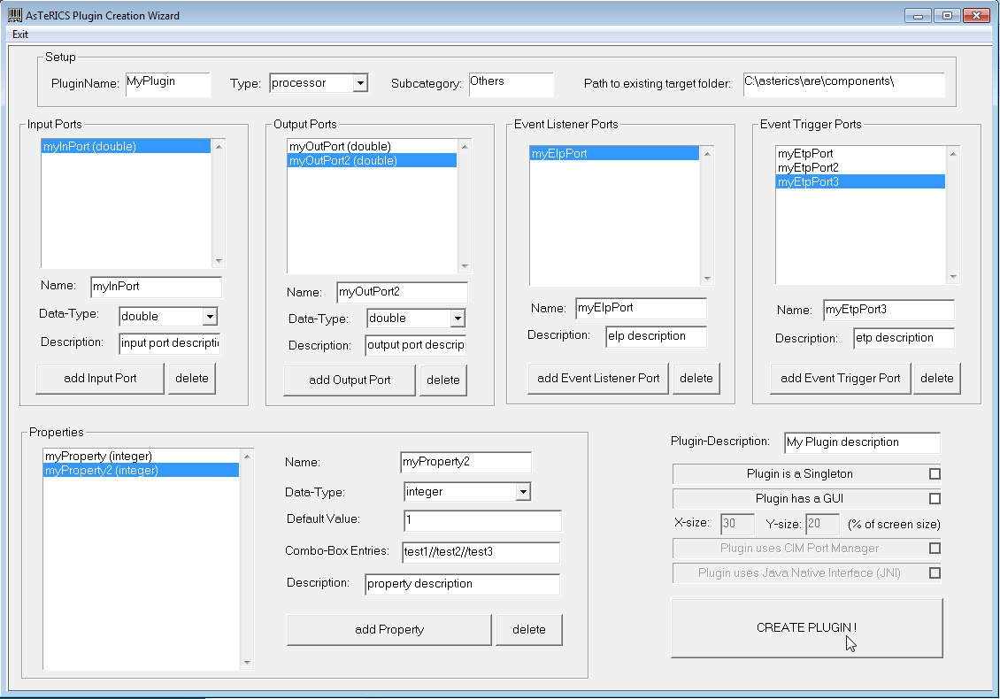 AsTeRICS Plugin Creation Wizard
Exit
Setup
PluginName: MyPlugin Type: processor Subcategory: Others Path to existing target folder: C:\asterics\are\components\
Input Ports
myInPort (double)
Name: myInPort
Data-Type: double
Description: input port descripti
add Input Port delete
Output Ports
myOutPort (double)
myOutPort2 (double)
Name: myOutPort2
Data-Type: double
Description: output port descrip
add Output Port delete
Event Listener Ports
myElpPort
Name: myElpPort
Description: elp description
add Event Listener Port delete
Event Trigger Ports
myEtpPort
myEtpPort2
myEtpPort3
Name: myEtpPort3
Description: etp description
add Event Trigger Port delete
Properties
myProperty (integer)
myProperty2 (integer)
Name: myProperty2
Data-Type: integer
Default Value: 1
Combo-Box Entries: test1//test2//test3
Description: property description
add Property delete
Plugin-Description: My Plugin description
Plugin is a Singleton
Plugin has a GUI
X-size: 30 Y-size: 20 (% of screen size)
Plugin uses CIM Port Manager
Plugin uses Java Native Interface (JNI)
CREATE PLUGIN !